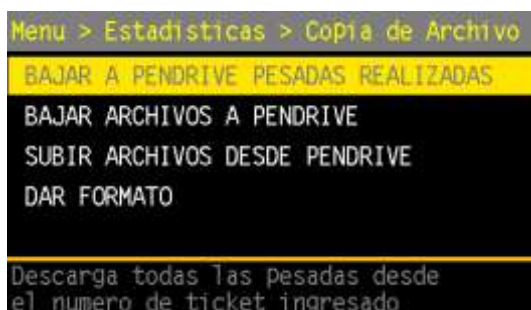 Menu > Estadisticas > Copia de Archivo
BAJAR A PENDRIVE PESADAS REALIZADAS
BAJAR ARCHIVOS A PENDRIVE
SUBIR ARCHIVOS DESDE PENDRIVE
DAR FORMATO
Descarga todas las pesadas desde
el numero de ticket ingresado